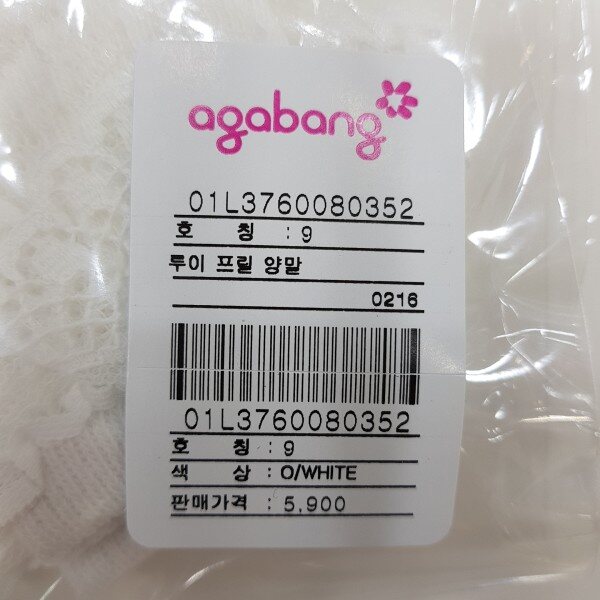 agabang
01L3760080352
호 칭 : 9
투이 프릴 양말
0216
01L3760080352
호 칭 : 9
색 상 : O/WHITE
판매가격 : 5,900